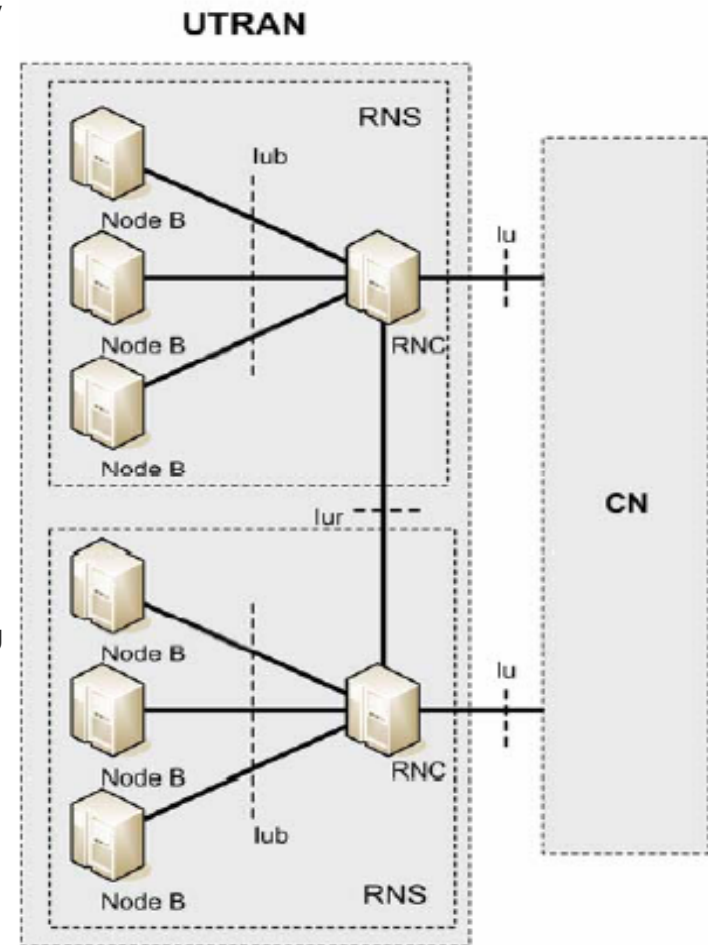 UTRAN
RNS
Iub
Node B
Iu
Node B
RNC
Node B
CN
Iur
Node B
Iu
Node B
RNC
Iub
Node B
RNS